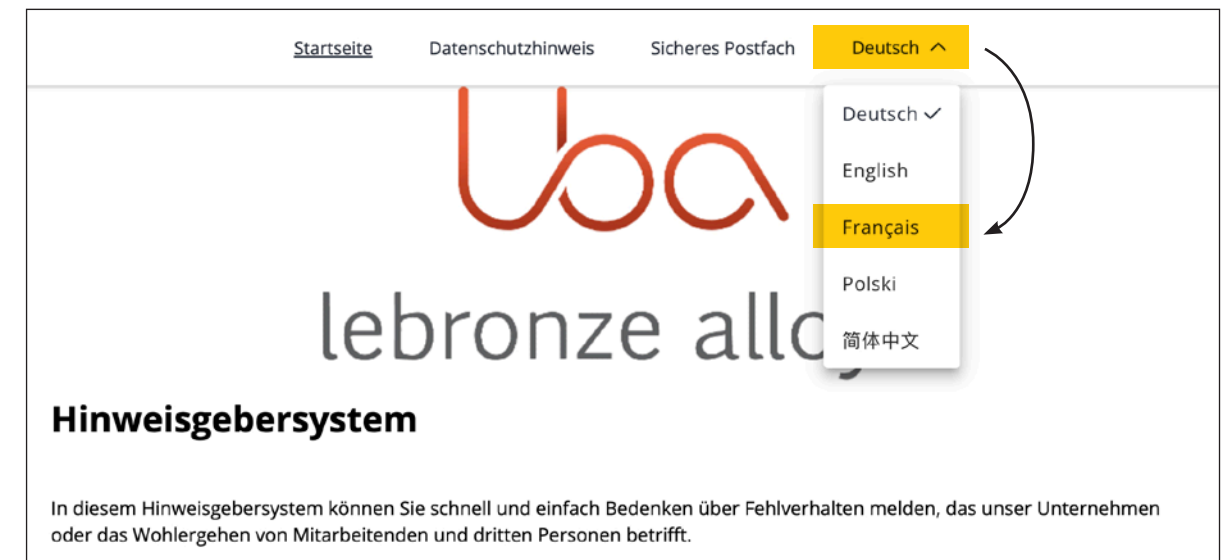 Startseite Datenschutzhinweis Sicheres Postfach Deutsch
Deutsch
English
Français
Polski
简体中文
lba
lebronze
Hinweisgebersystem
In diesem Hinweisgebersystem können Sie schnell und einfach Bedenken über Fehlverhalten melden, das unser Unternehmen
oder das Wohlergehen von Mitarbeitenden und dritten Personen betrifft.